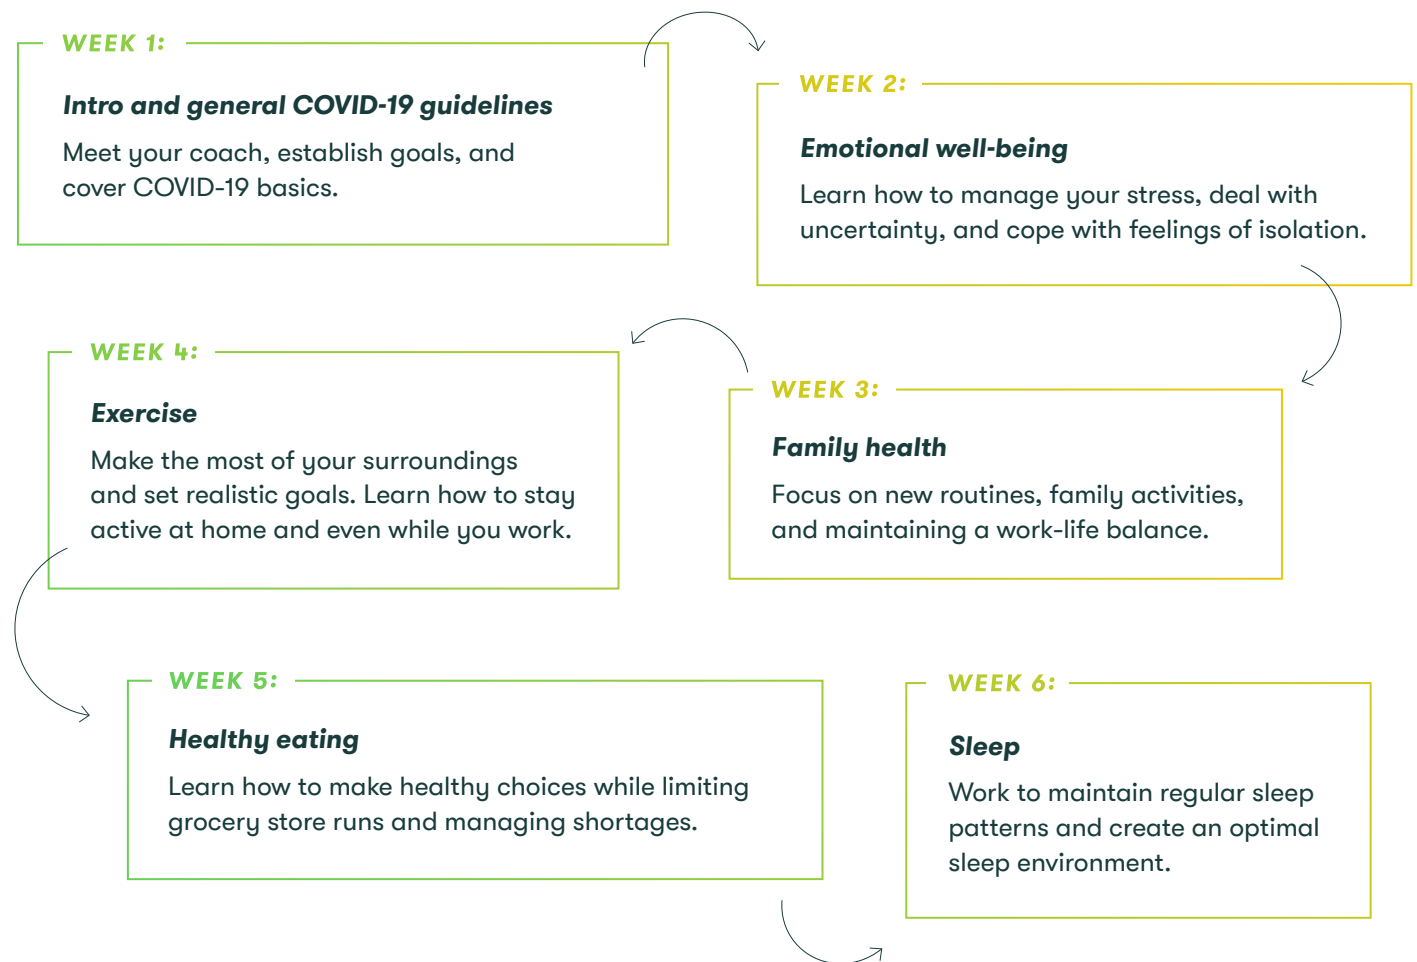 WEEK 1:
Intro and general COVID-19 guidelines
Meet your coach, establish goals, and
cover COVID-19 basics.
WEEK 2:
Emotional well-being
Learn how to manage your stress, deal with
uncertainty, and cope with feelings of isolation.
WEEK 3:
Family health
Focus on new routines, family activities,
and maintaining a work-life balance.
WEEK 4:
Exercise
Make the most of your surroundings
and set realistic goals. Learn how to stay
active at home and even while you work.
WEEK 5:
Healthy eating
Learn how to make healthy choices while limiting
grocery store runs and managing shortages.
WEEK 6:
Sleep
Work to maintain regular sleep
patterns and create an optimal
sleep environment.